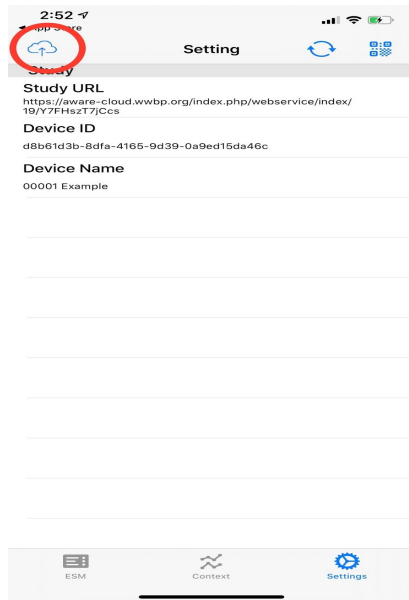 2:52
App Store
Setting
Study
Study URL
https://aware-cloud.wwbp.org/index.php/webservice/index/
19/Y7FHszT7jCcs
Device ID
d8b61d3b-8dfa-4165-9d39-0a9ed15da46c
Device Name
00001 Example
ESM
Context
Settings